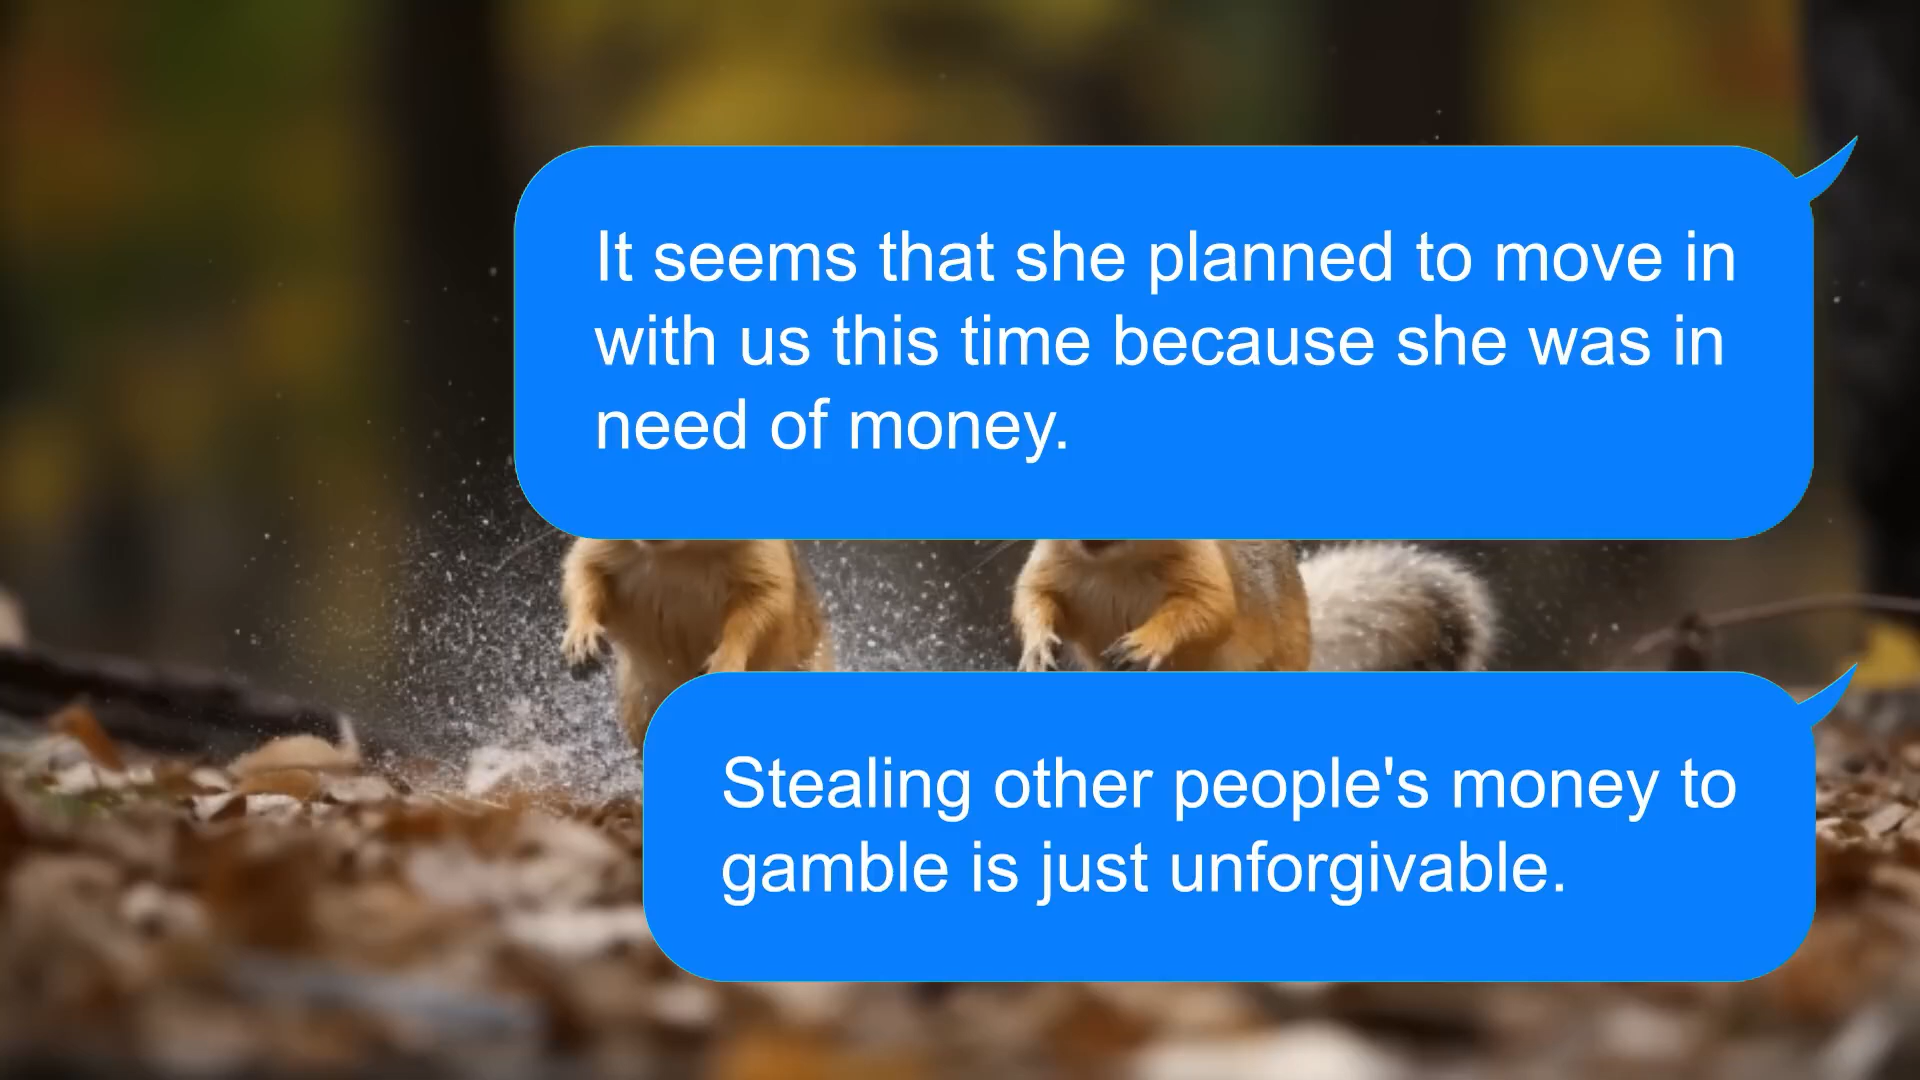 It seems that she planned to move in
with us this time because she was in
need of money.
Stealing other people's money to
gamble is just unforgivable.